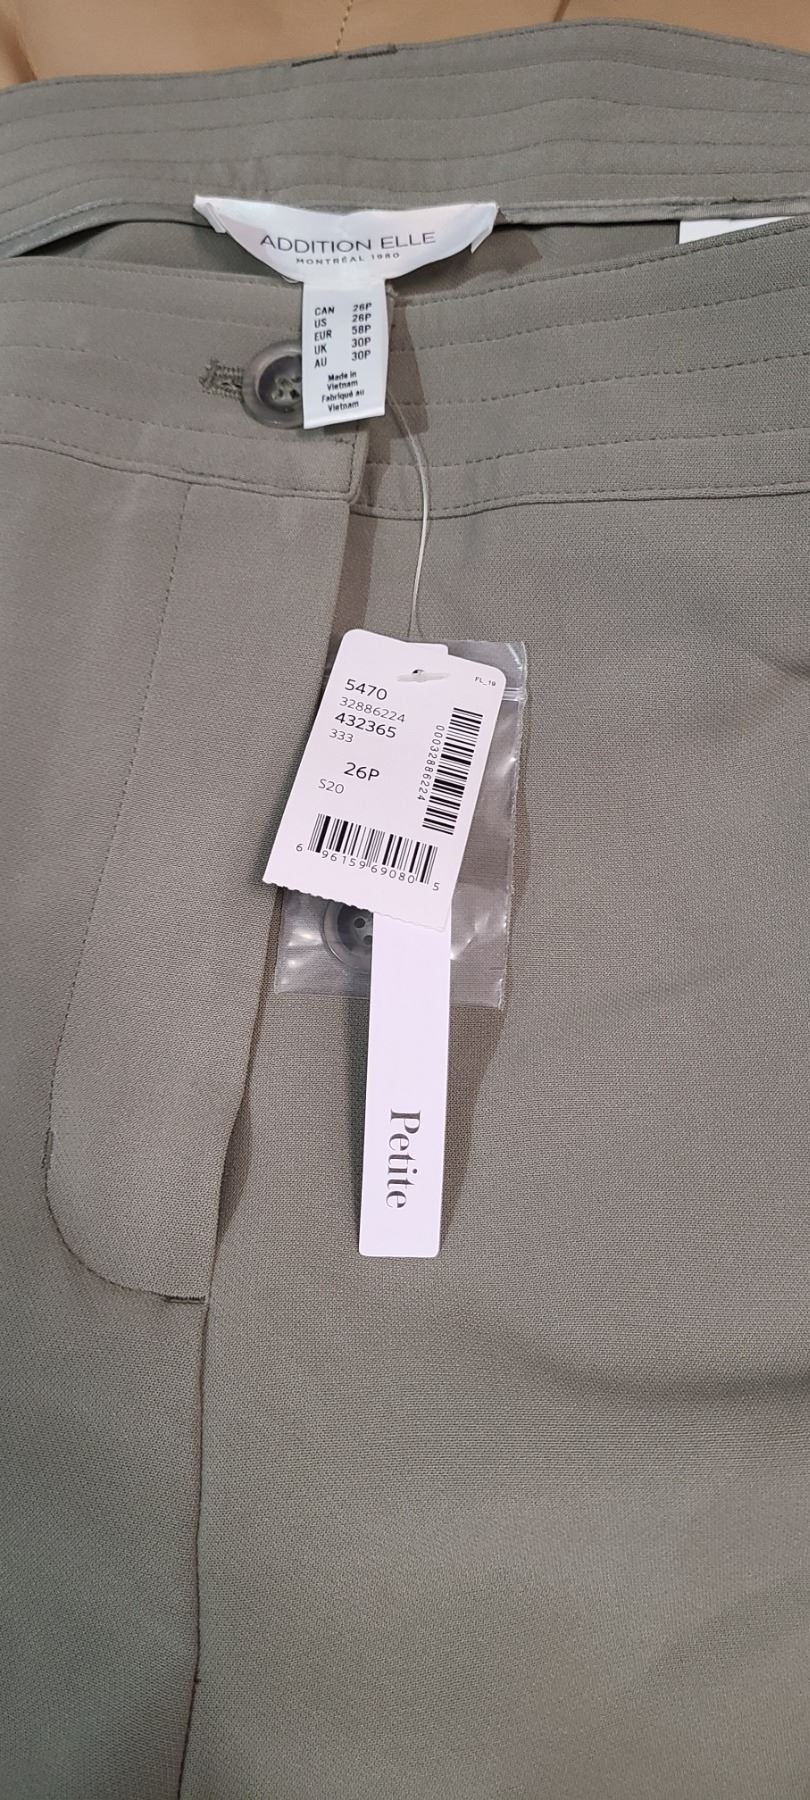 ADDITION ELLE
MONTRÉAL 1980
CAN 26P
US 26P
EUR 58P
UK 30P
AU 30P
Made in
Vietnam
Fabriqué au
Vietnam
FL_19
5470
32886224
432365
333
26P
S20
00032886224
6 96159 69080 5
Petite